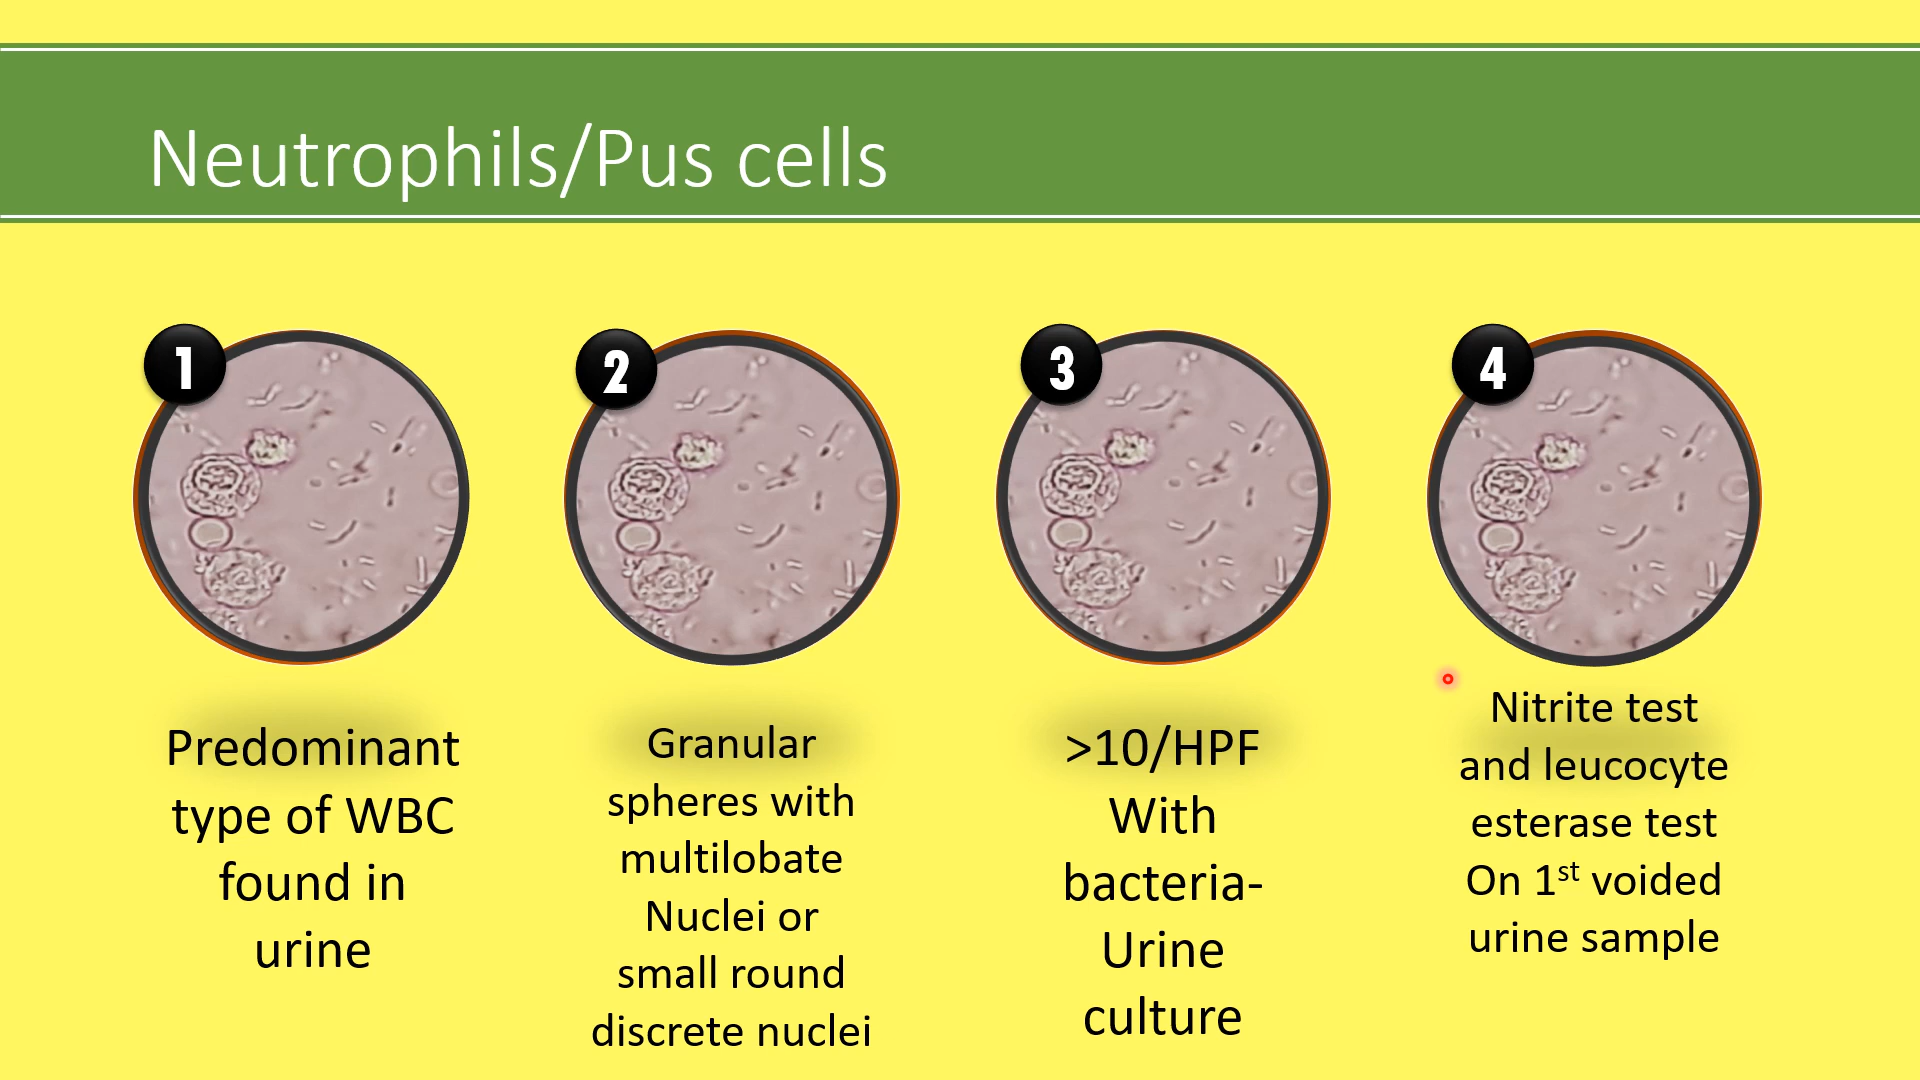 Neutrophils/Pus cells
1
Predominant
type of WBC
found in
urine
2
Granular
spheres with
multilobate
Nuclei or
small round
discrete nuclei
3
>10/HPF
With
bacteria-
Urine
culture
4
Nitrite test
and leucocyte
esterase test
On 1st voided
urine sample